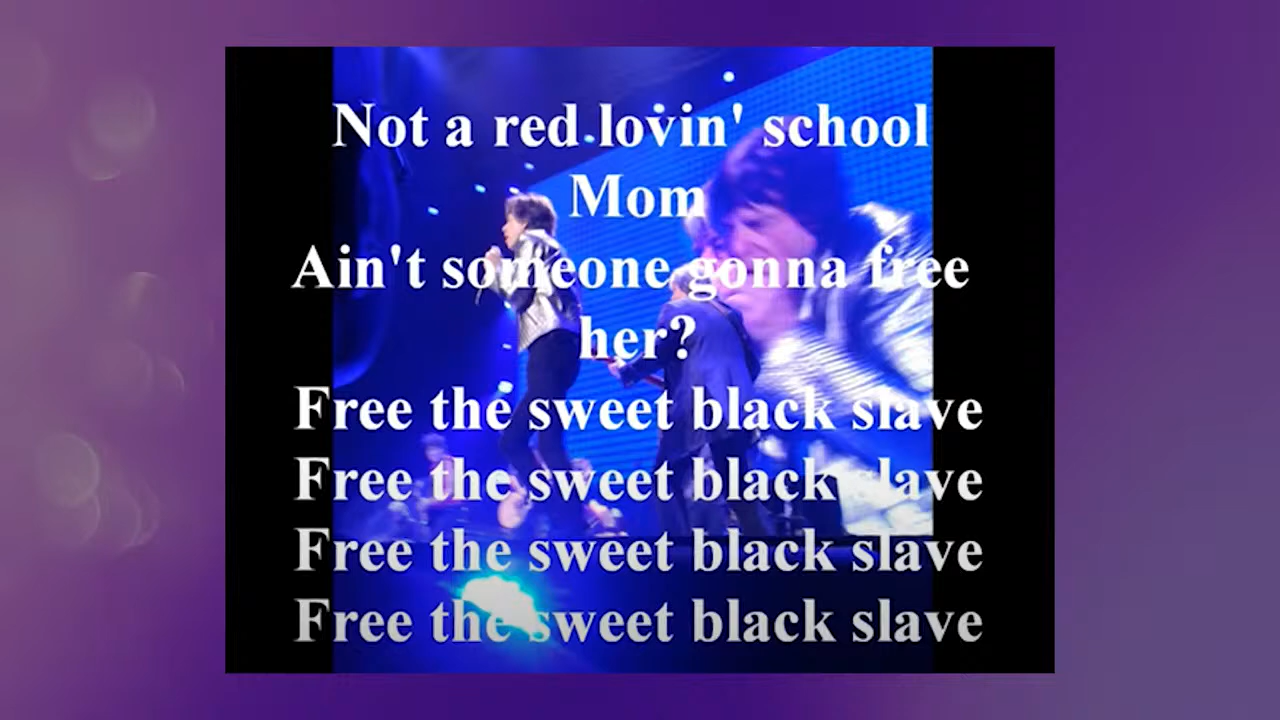 Not a red lovin' school
Mom
Ain't someone gonna free
her?
Free the sweet black slave
Free the sweet black slave
Free the sweet black slave
Free the sweet black slave